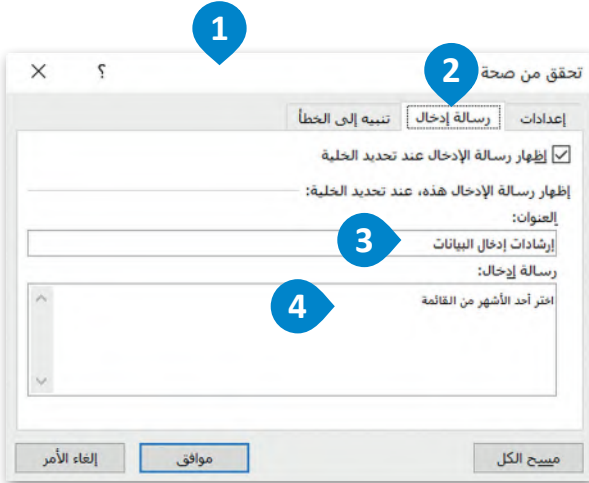 1
تحقق من صحة
2
؟
إعدادات
رسالة إدخال
تنبيه إلى الخطأ
إظهار رسالة الإدخال عند تحديد الخلية
إظهار رسالة الإدخال هذه، عند تحديد الخلية:
العنوان:
إرشادات إدخال البيانات
3
رسالة إدخال:
اختر أحد الأشهر من القائمة
4
مسح الكل
موافق
إلغاء الأمر